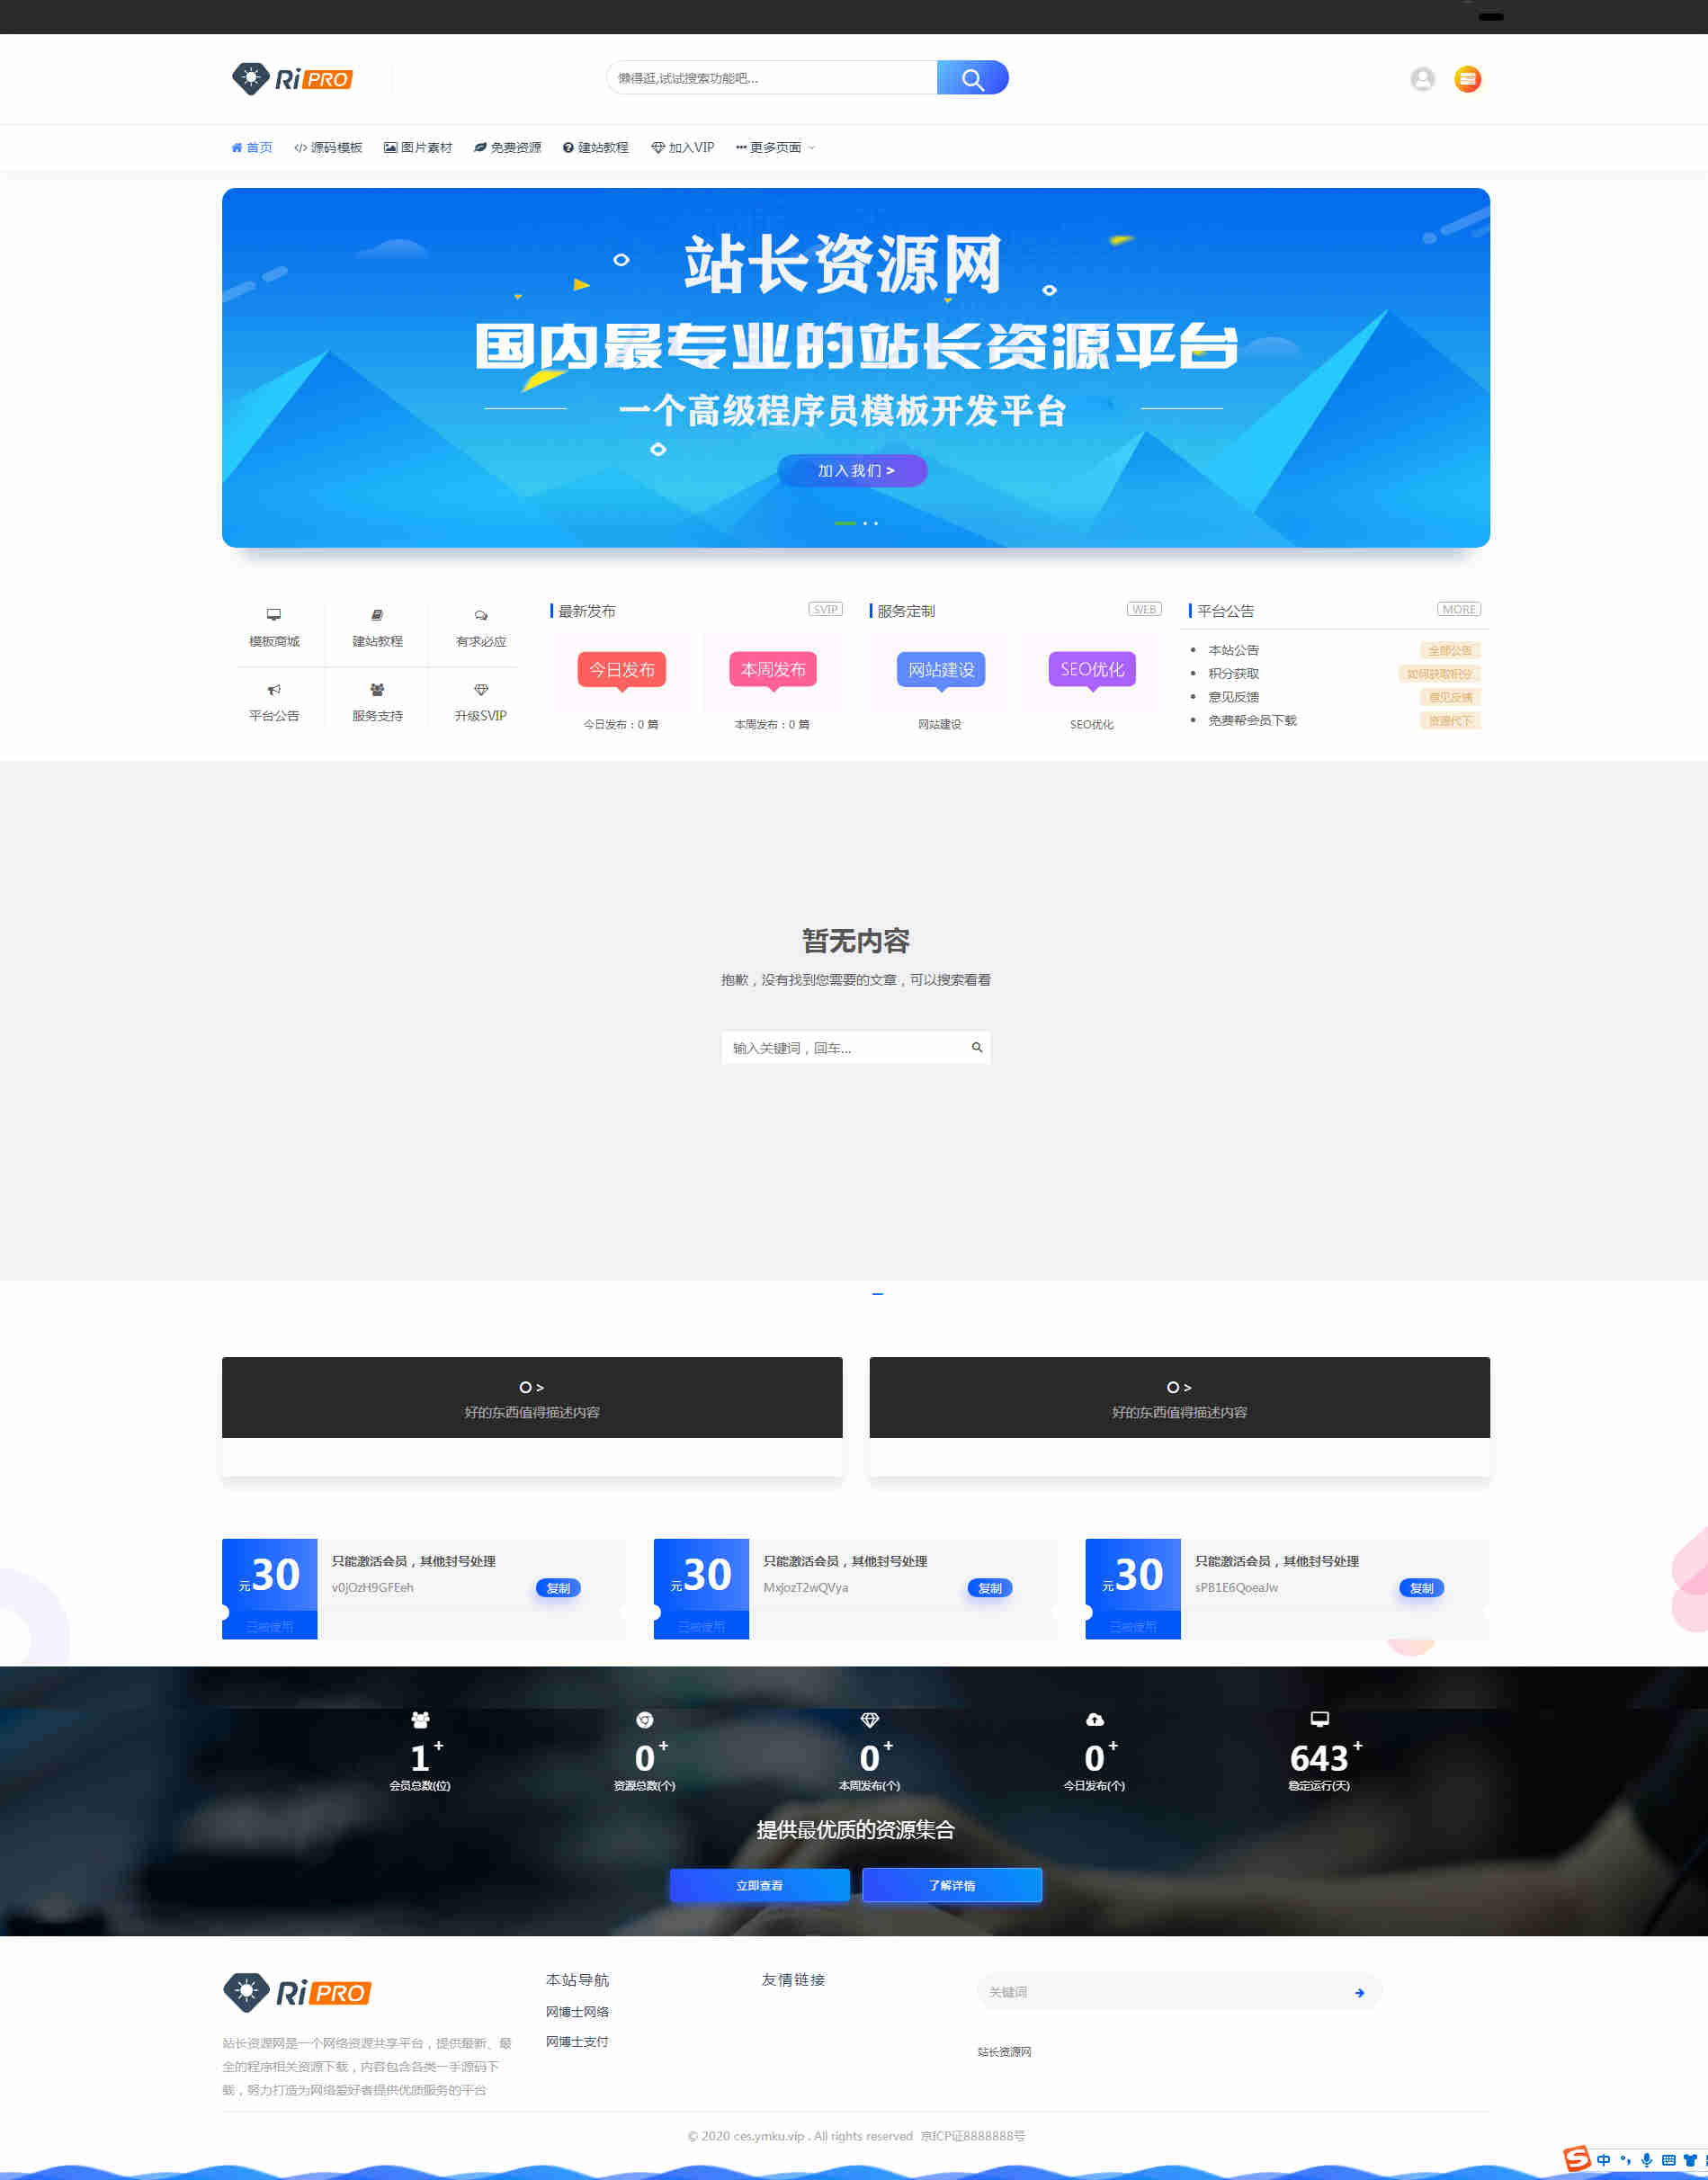 RiPRO
懒得逛,试试搜索功能吧...
首页 源码模板 图片素材 免费资源 建站教程 加入VIP 更多页面
站长资源网
国内最专业的站长资源平台
一个高级程序员模板开发平台
加入我们 >
模板商城 建站教程 有求必应
平台公告 服务支持 升级SVIP
最新发布 SVIP
今日发布 本周发布
今日发布：0 篇 本周发布：0 篇
服务定制 WEB
网站建设 SEO优化
网站建设 SEO优化
平台公告 MORE
本站公告 全部公告
积分获取 如何获取积分
意见反馈 意见反馈
免费帮会员下载 资源代下
暂无内容
抱歉，没有找到您需要的文章，可以搜索看看
输入关键词，回车...
好的东西值得描述内容
好的东西值得描述内容
元30 只能激活会员，其他封号处理
v0jOzH9GFEeh 复制
已被使用
元30 只能激活会员，其他封号处理
MxjozT2wQVya 复制
已被使用
元30 只能激活会员，其他封号处理
sPB1E6QoeaJw 复制
已被使用
1+ 0+ 0+ 0+ 643+
会员总数(位) 资源总数(个) 本周发布(个) 今日发布(个) 稳定运行(天)
提供最优质的资源集合
立即查看 了解详情
RiPRO
站长资源网是一个网络资源共享平台，提供最新、最
全的程序相关资源下载，内容包含各类一手源码下
载，努力打造为网络爱好者提供优质服务的平台
本站导航
网博士网络
网博士支付
友情链接
关键词
站长资源网
© 2020 ces.ymku.vip . All rights reserved 京ICP证8888888号
中